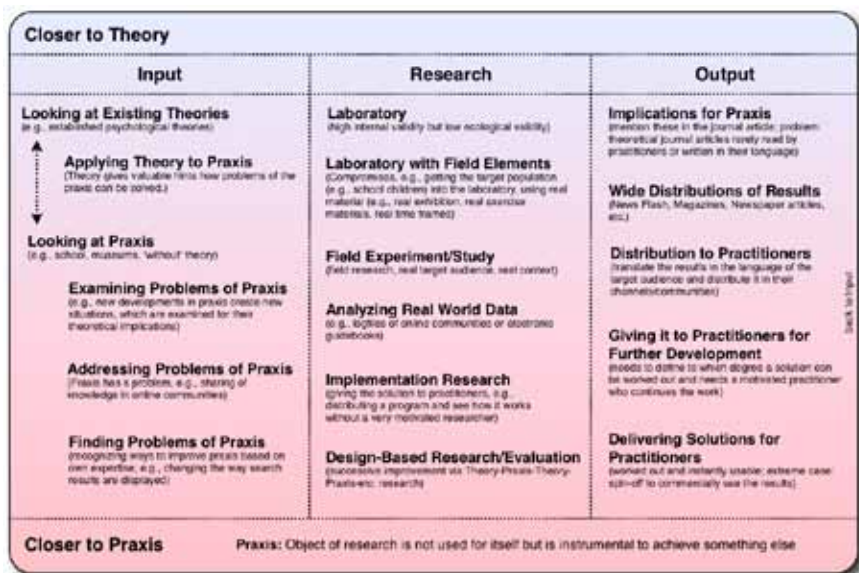 Closer to Theory
Input
Research
Output
Looking at Existing Theories
(e.g., established psychological theories)
Applying Theory to Praxis
(Theory gives valuable hints how problems of the
praxis can be solved.)
Looking at Praxis
(e.g., school, museums, 'without' theory)
Examining Problems of Praxis
(e.g., new developments in praxis create new
situations, which are examined for their
theoretical implications)
Addressing Problems of Praxis
(Praxis has a problem, e.g., sharing of
knowledge in online communities)
Finding Problems of Praxis
(recognizing ways to improve praxis based on
own expertise, e.g., changing the way search
results are displayed)
Laboratory
(high internal validity but low ecological validity)
Laboratory with Field Elements
(Compromises, e.g., getting the target population
(e.g., school children) into the laboratory, using real
material (e.g., real exhibition, real exercise
materials, real time frames)
Field Experiment/Study
(field research, real target audience, real context)
Analyzing Real World Data
(e.g., logfiles of online communities or electronic
guidebooks)
Implementation Research
(giving the solution to practitioners, e.g.,
distributing a program and see how it works
without a very motivated researcher)
Design-Based Research/Evaluation
(successive improvement via Theory-Praxis-Theory-
Praxis-etc. research)
Implications for Praxis
(mention these in the journal article; problem:
theoretical journal articles rarely read by
practitioners or written in their language)
Wide Distributions of Results
(News Flash, Magazines, Newspaper articles,
etc.)
Distribution to Practitioners
(translate the results in the language of the
target audience and distribute it in their
channels/communities)
Giving it to Practitioners for
Further Development
(needs to define to which degree a solution can
be worked out and needs a motivated practitioner
who continues the work)
Delivering Solutions for
Practitioners
(worked out and instantly usable; extreme case:
spin-off to commercially use the results)
back to Input
Closer to Praxis
Praxis: Object of research is not used for itself but is instrumental to achieve something else